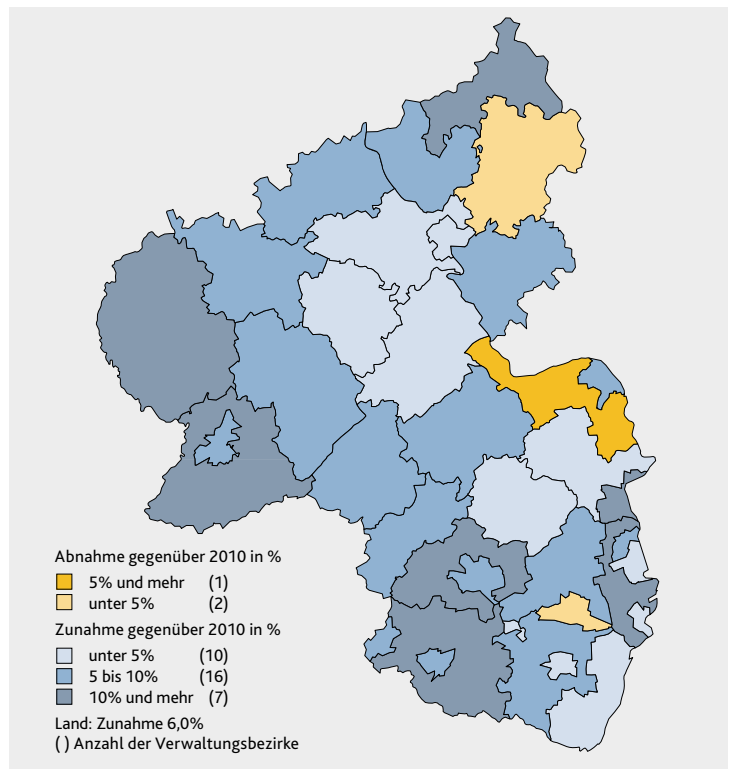 Abnahme gegenüber 2010 in %
5% und mehr (1)
unter 5% (2)
Zunahme gegenüber 2010 in %
unter 5% (10)
5 bis 10% (16)
10% und mehr (7)
Land: Zunahme 6,0%
( ) Anzahl der Verwaltungsbezirke